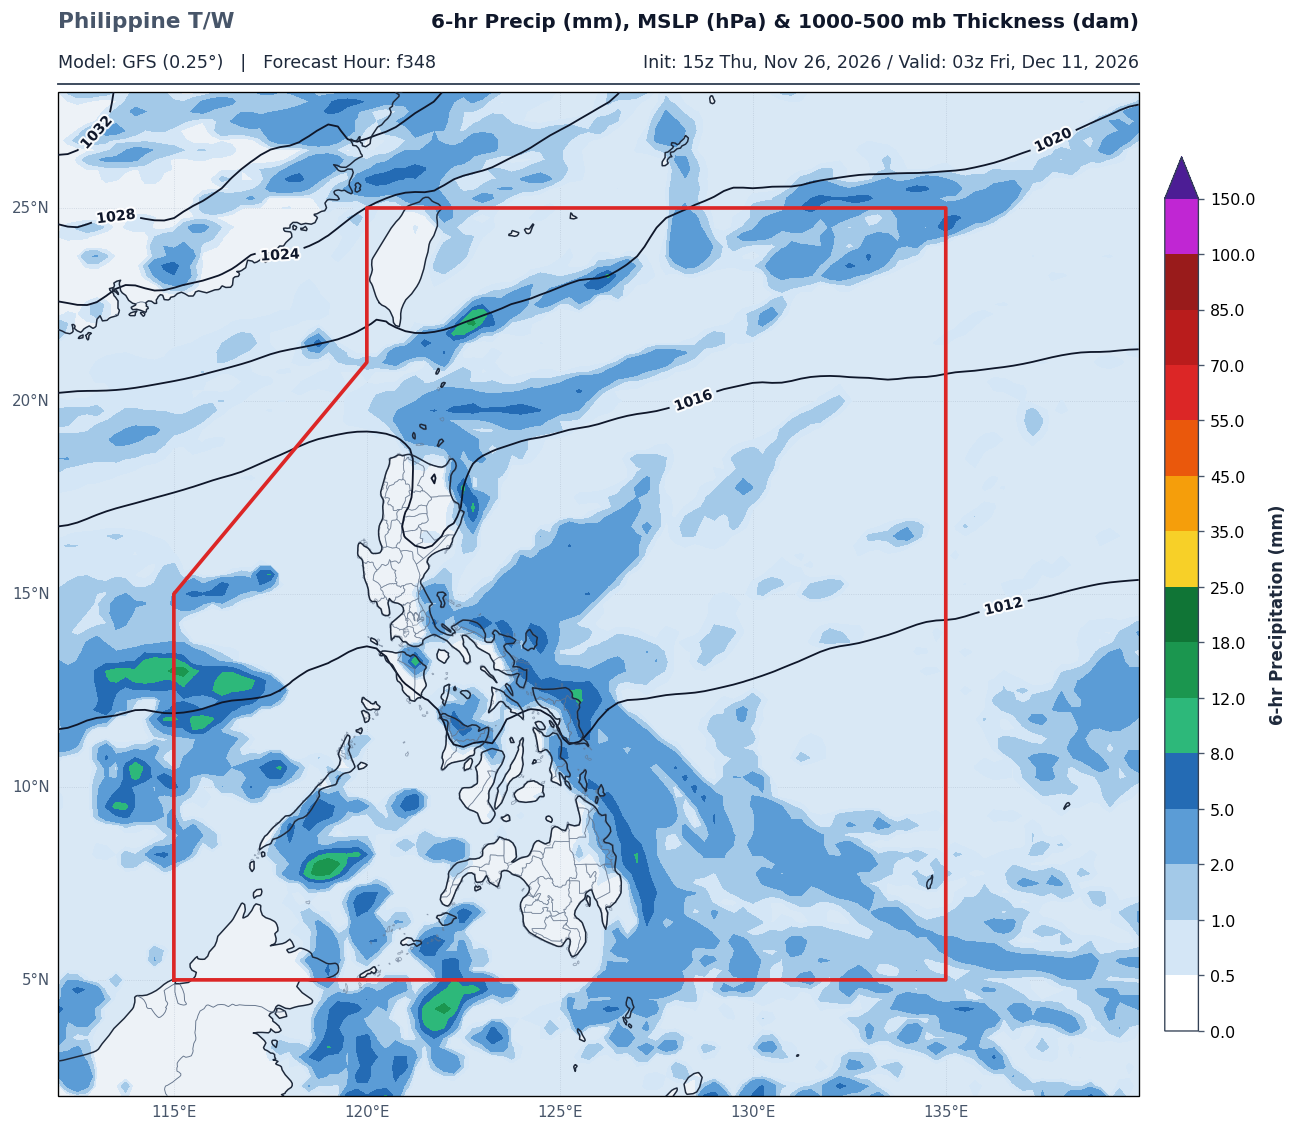 Philippine T/W
6-hr Precip (mm), MSLP (hPa) & 1000-500 mb Thickness (dam)
Model: GFS (0.25°) | Forecast Hour: f348
Init: 15z Thu, Nov 26, 2026 / Valid: 03z Fri, Dec 11, 2026
1032
1020
1028
1024
1016
1012
25°N
20°N
15°N
10°N
5°N
115°E
120°E
125°E
130°E
135°E
150.0
100.0
85.0
70.0
55.0
45.0
35.0
25.0
18.0
12.0
8.0
5.0
2.0
1.0
0.5
0.0
6-hr Precipitation (mm)